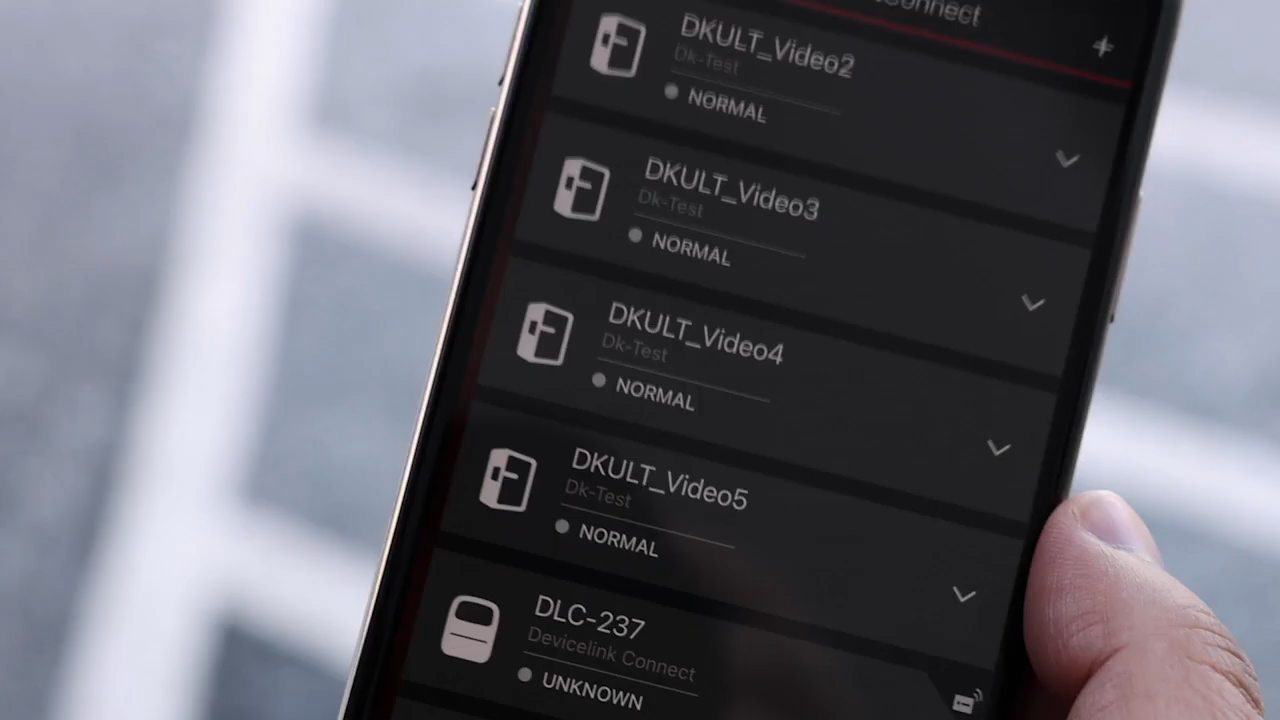 Connect
DKULT_Video2
Dk-Test
NORMAL
DKULT_Video3
Dk-Test
NORMAL
DKULT_Video4
Dk-Test
NORMAL
DKULT_Video5
Dk-Test
NORMAL
DLC-237
Devicelink Connect
UNKNOWN